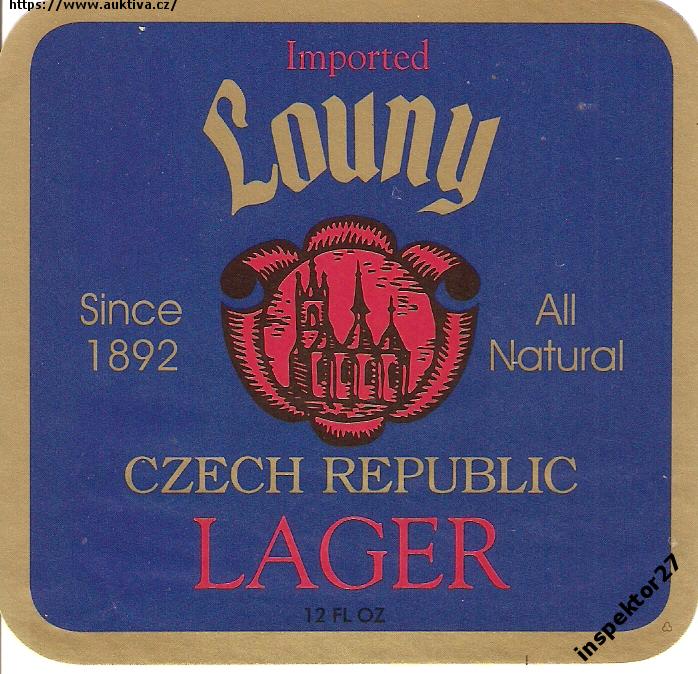 https://www.auktiva.cz/
Imported
Louny
Since
1892
All
Natural
CZECH REPUBLIC
LAGER
12 FL OZ
inspektor27